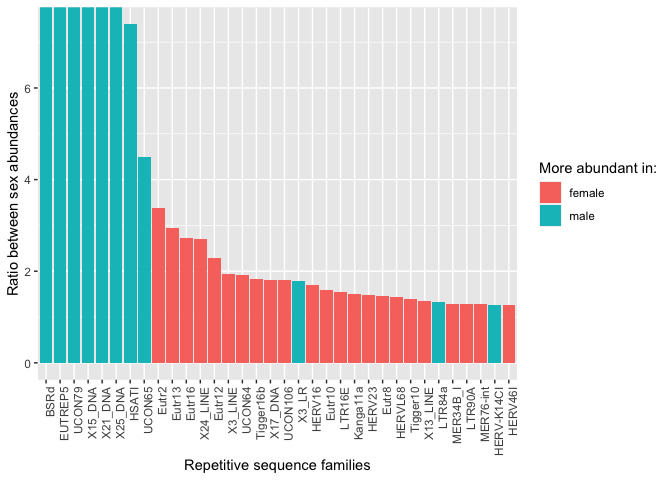 Ratio between sex abundances
6
4
2
0
BSRd
EUTREP5
UCON79
X15_DNA
X21_DNA
X25_DNA
HSATI
UCON65
Eutr2
Eutr13
Eutr16
X24_LINE
Eutr12
X3_LINE
UCON64
Tigger16b
X17_DNA
UCON106
X3_LR
HERV16
Eutr10
LTR16E
Kanga11a
HERV23
Eutr8
HERVL68
Tigger10
X13_LINE
LTR84a
MER34B_I
LTR90A
MER76-int
HERV-K14CI
HERV46I
Repetitive sequence families
More abundant in:
female
male